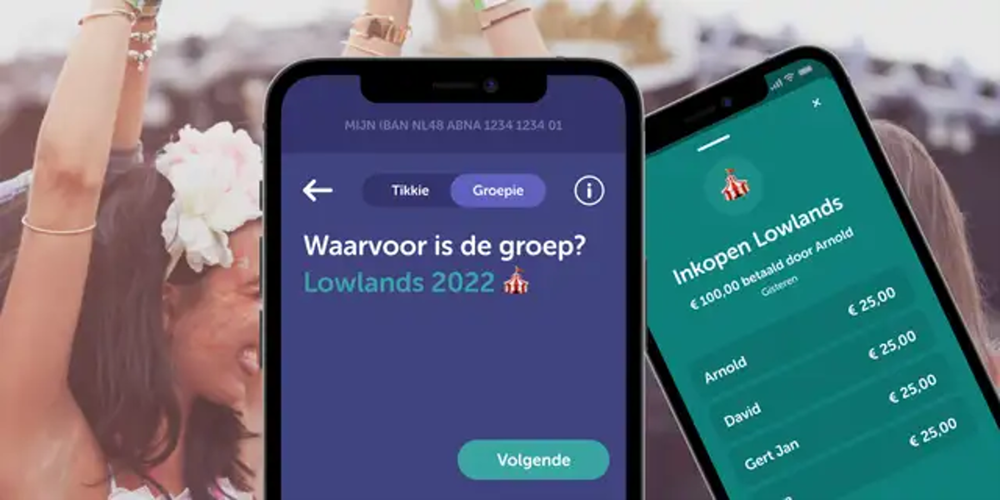 MIJN IBAN NL48 ABNA 1234 1234 01
Tikkie Groepie
Waarvoor is de groep?
Lowlands 2022
Volgende
Inkopen Lowlands
€ 100,00 betaald door Arnold
Gisteren
Arnold € 25,00
David € 25,00
Gert Jan € 25,00
€ 25,00